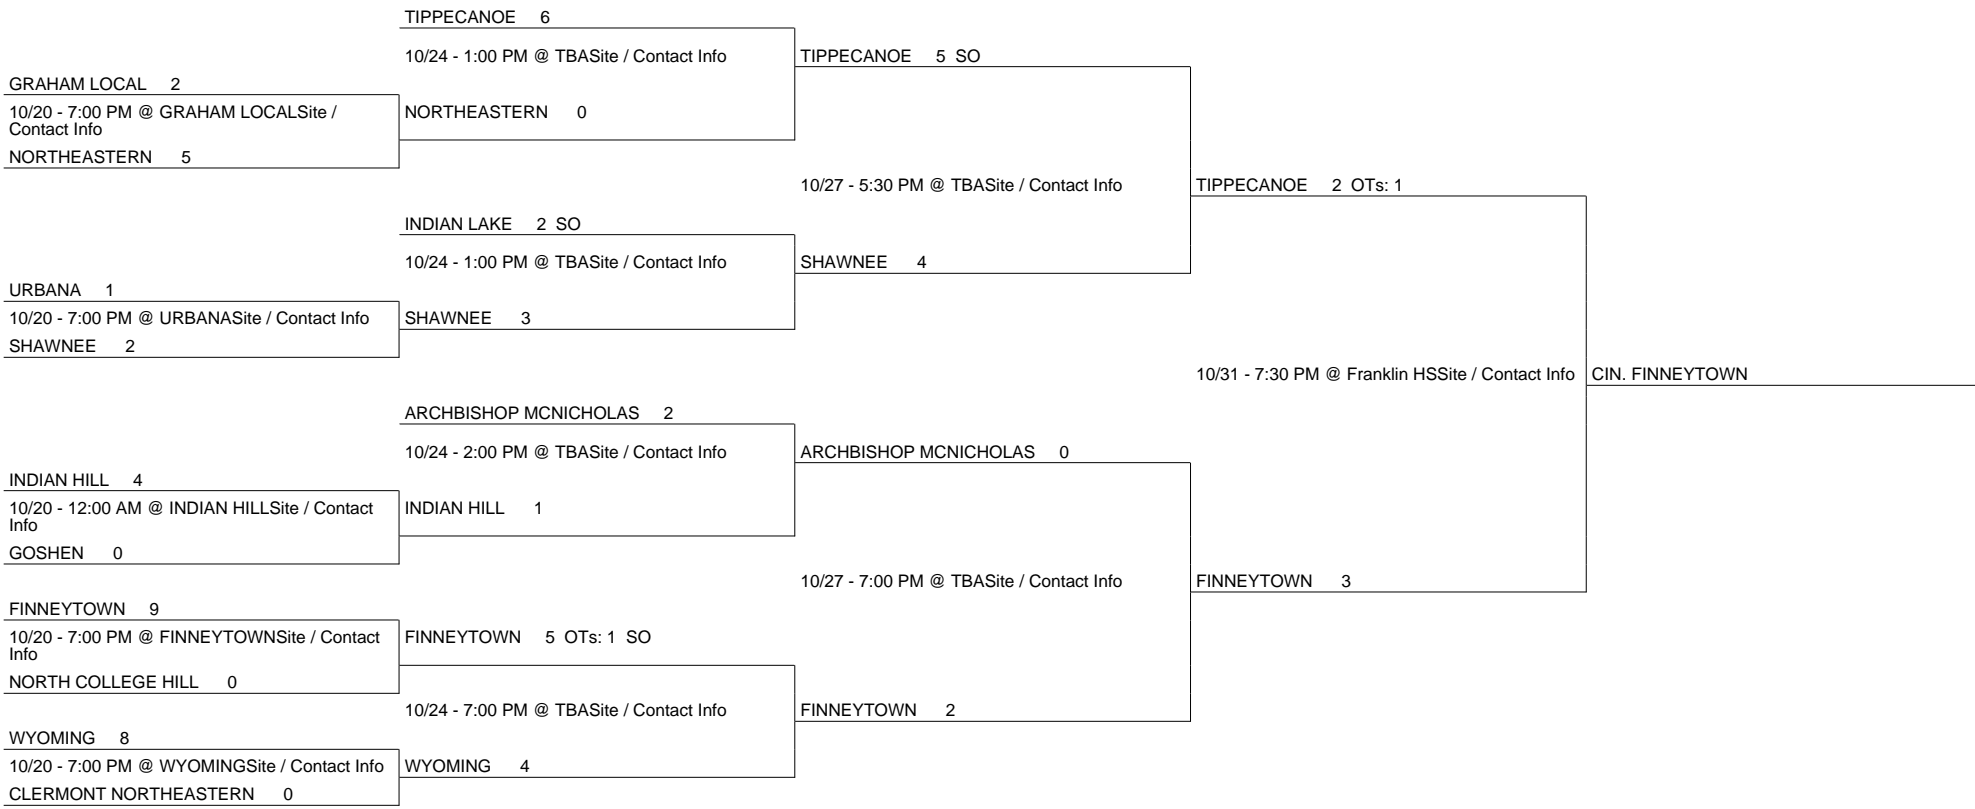 TIPPECANOE 6
10/24 - 1:00 PM @ TBASite / Contact Info
TIPPECANOE 5 SO
GRAHAM LOCAL 2
10/20 - 7:00 PM @ GRAHAM LOCALSite /
Contact Info
NORTHEASTERN 0
NORTHEASTERN 5
10/27 - 5:30 PM @ TBASite / Contact Info
TIPPECANOE 2 OTs: 1
INDIAN LAKE 2 SO
10/24 - 1:00 PM @ TBASite / Contact Info
SHAWNEE 4
URBANA 1
10/20 - 7:00 PM @ URBANASite / Contact Info
SHAWNEE 3
SHAWNEE 2
10/31 - 7:30 PM @ Franklin HSSite / Contact Info
CIN. FINNEYTOWN
ARCHBISHOP MCNICHOLAS 2
10/24 - 2:00 PM @ TBASite / Contact Info
ARCHBISHOP MCNICHOLAS 0
INDIAN HILL 4
10/20 - 12:00 AM @ INDIAN HILLSite / Contact
Info
INDIAN HILL 1
GOSHEN 0
10/27 - 7:00 PM @ TBASite / Contact Info
FINNEYTOWN 3
FINNEYTOWN 9
10/20 - 7:00 PM @ FINNEYTOWNSite / Contact
Info
FINNEYTOWN 5 OTs: 1 SO
NORTH COLLEGE HILL 0
10/24 - 7:00 PM @ TBASite / Contact Info
FINNEYTOWN 2
WYOMING 8
10/20 - 7:00 PM @ WYOMINGSite / Contact Info
WYOMING 4
CLERMONT NORTHEASTERN 0